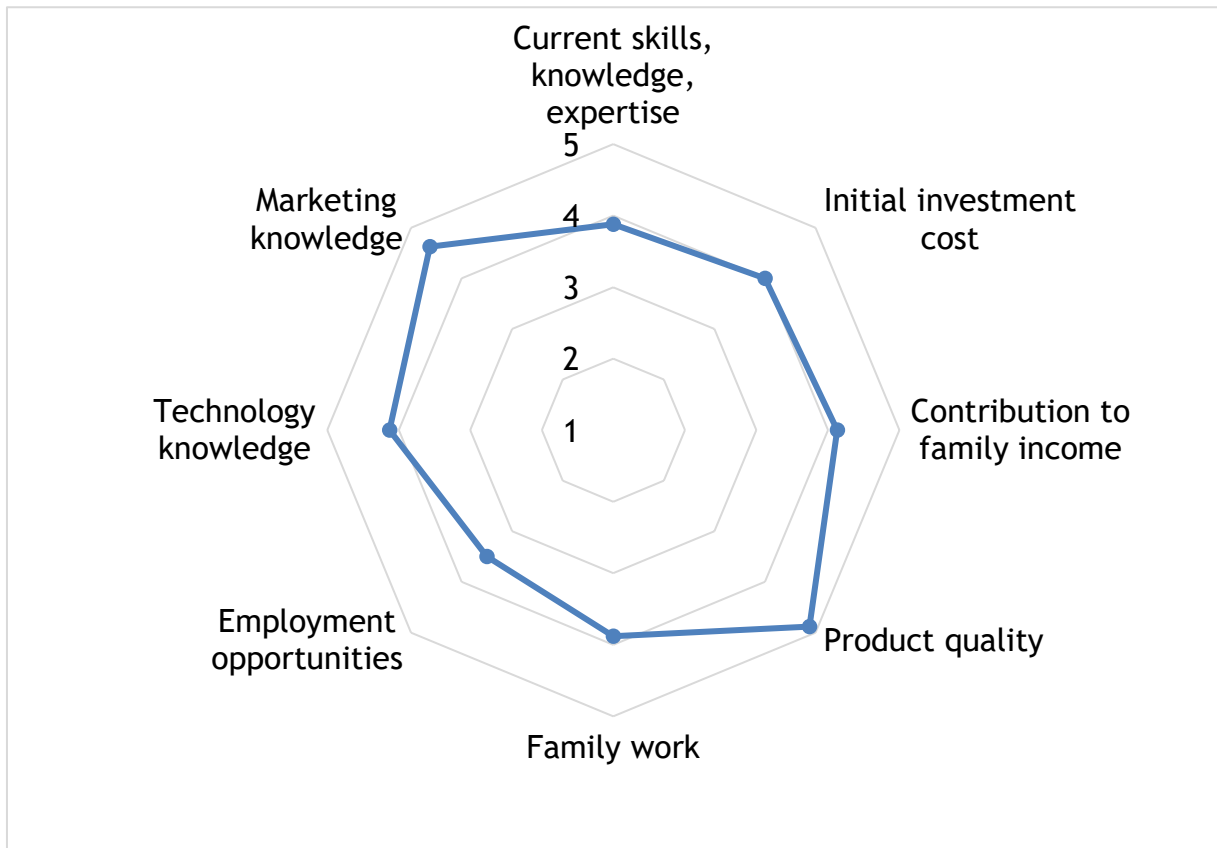 Current skills,
knowledge,
expertise
5
4
3
2
1
Initial investment
cost
Contribution to
family income
Product quality
Family work
Employment
opportunities
Technology
knowledge
Marketing
knowledge